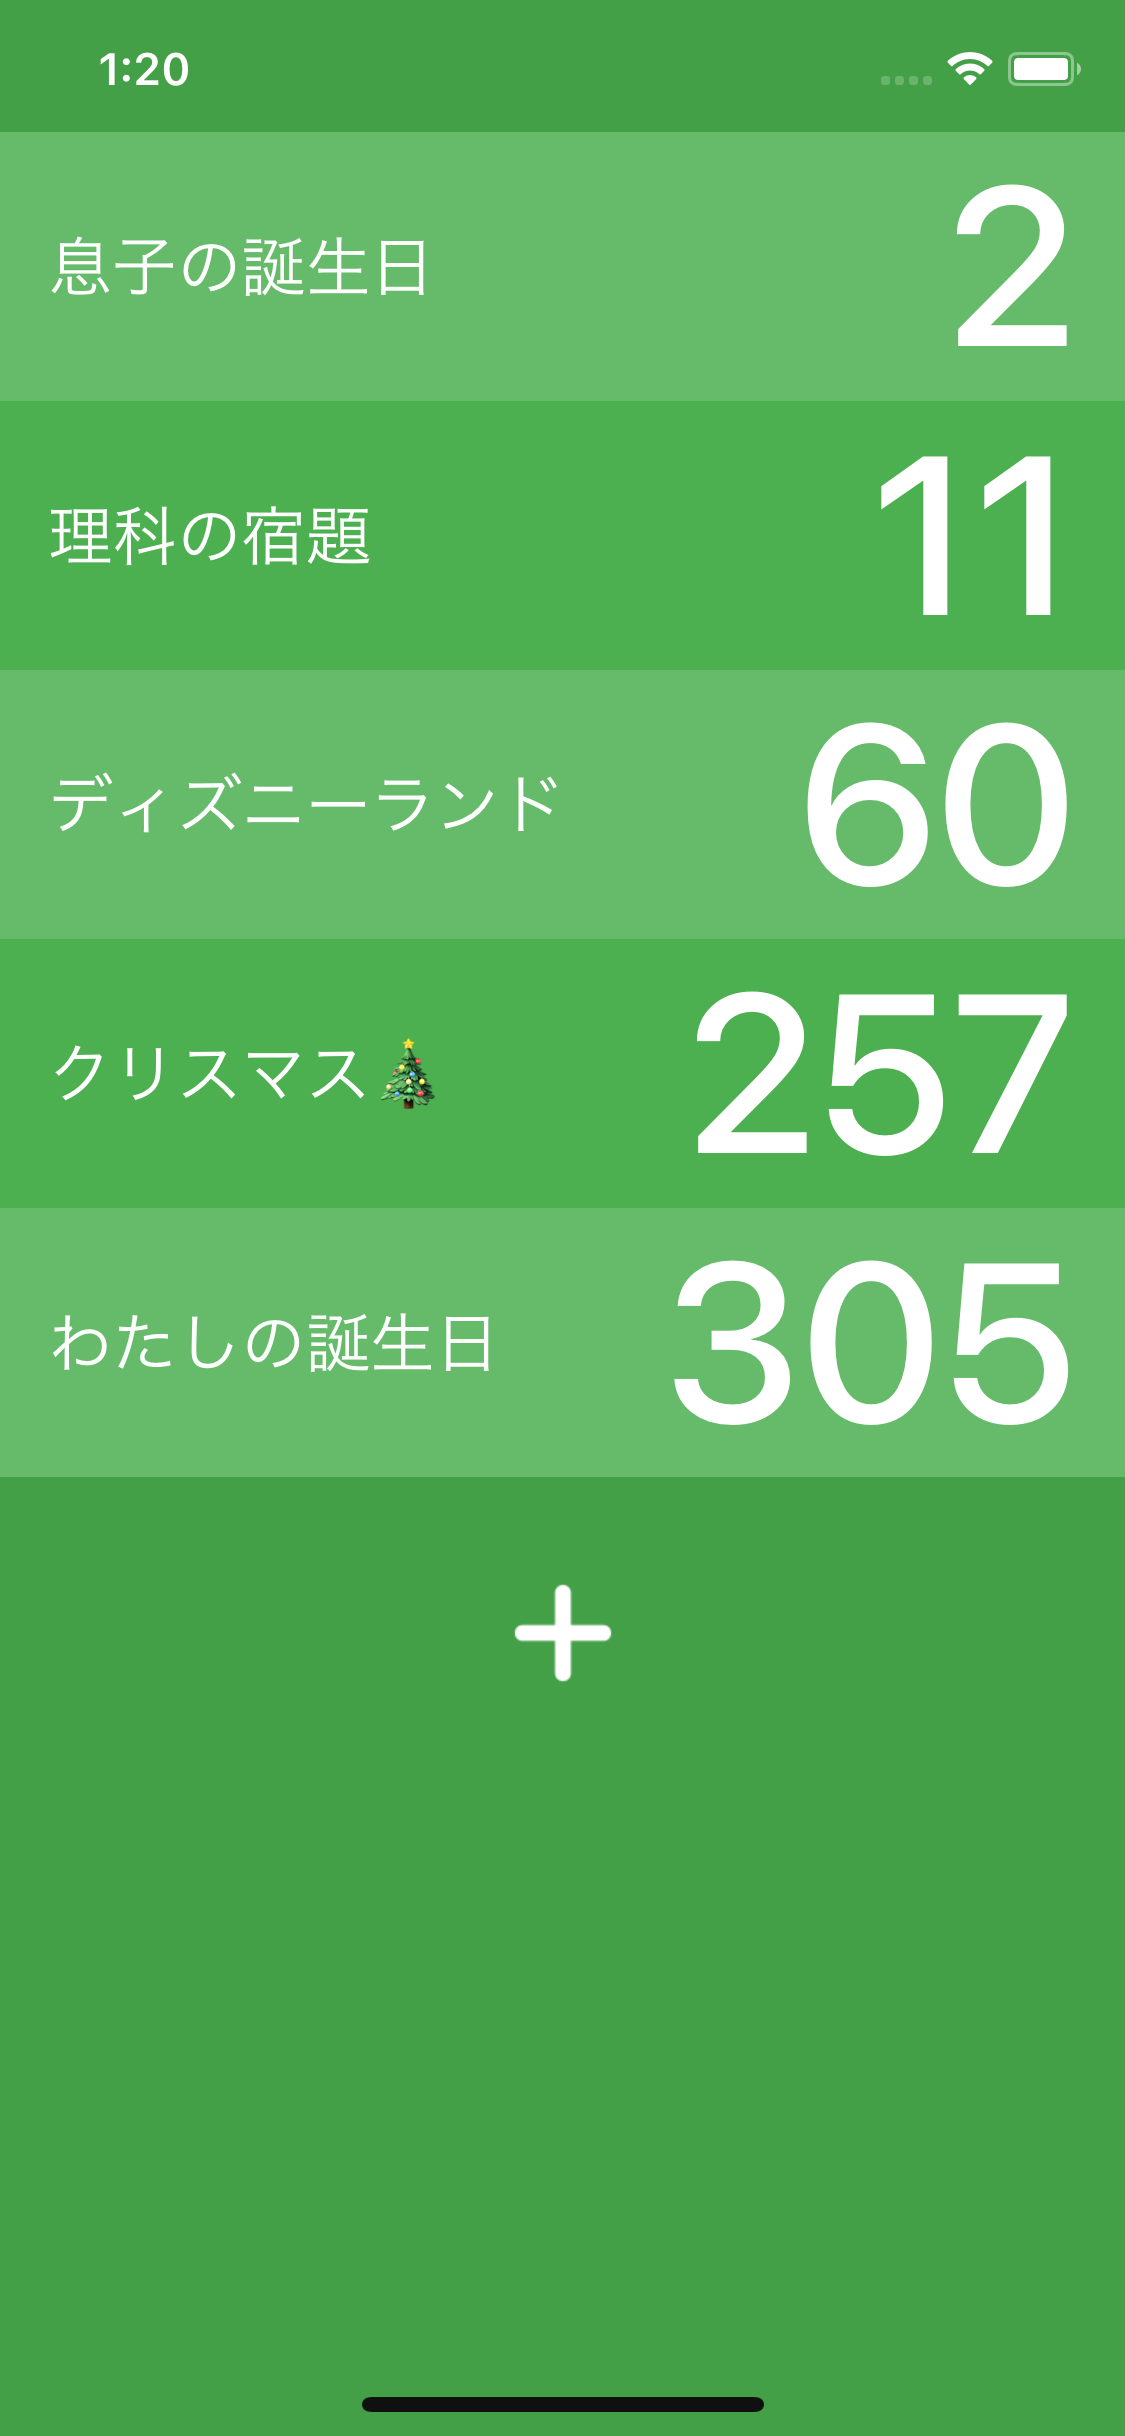 1:20
息子の誕生日 2
理科の宿題 11
ディズニーランド 60
クリスマス🎄 257
わたしの誕生日 305